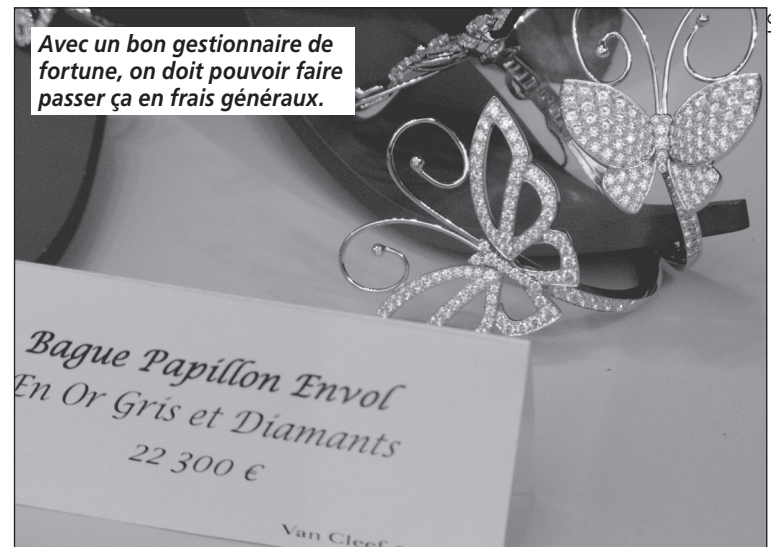 Avec un bon gestionnaire de
fortune, on doit pouvoir faire
passer ça en frais généraux.
Bague Papillon Envol
En Or Gris et Diamants
22 300 €
Van Cleef